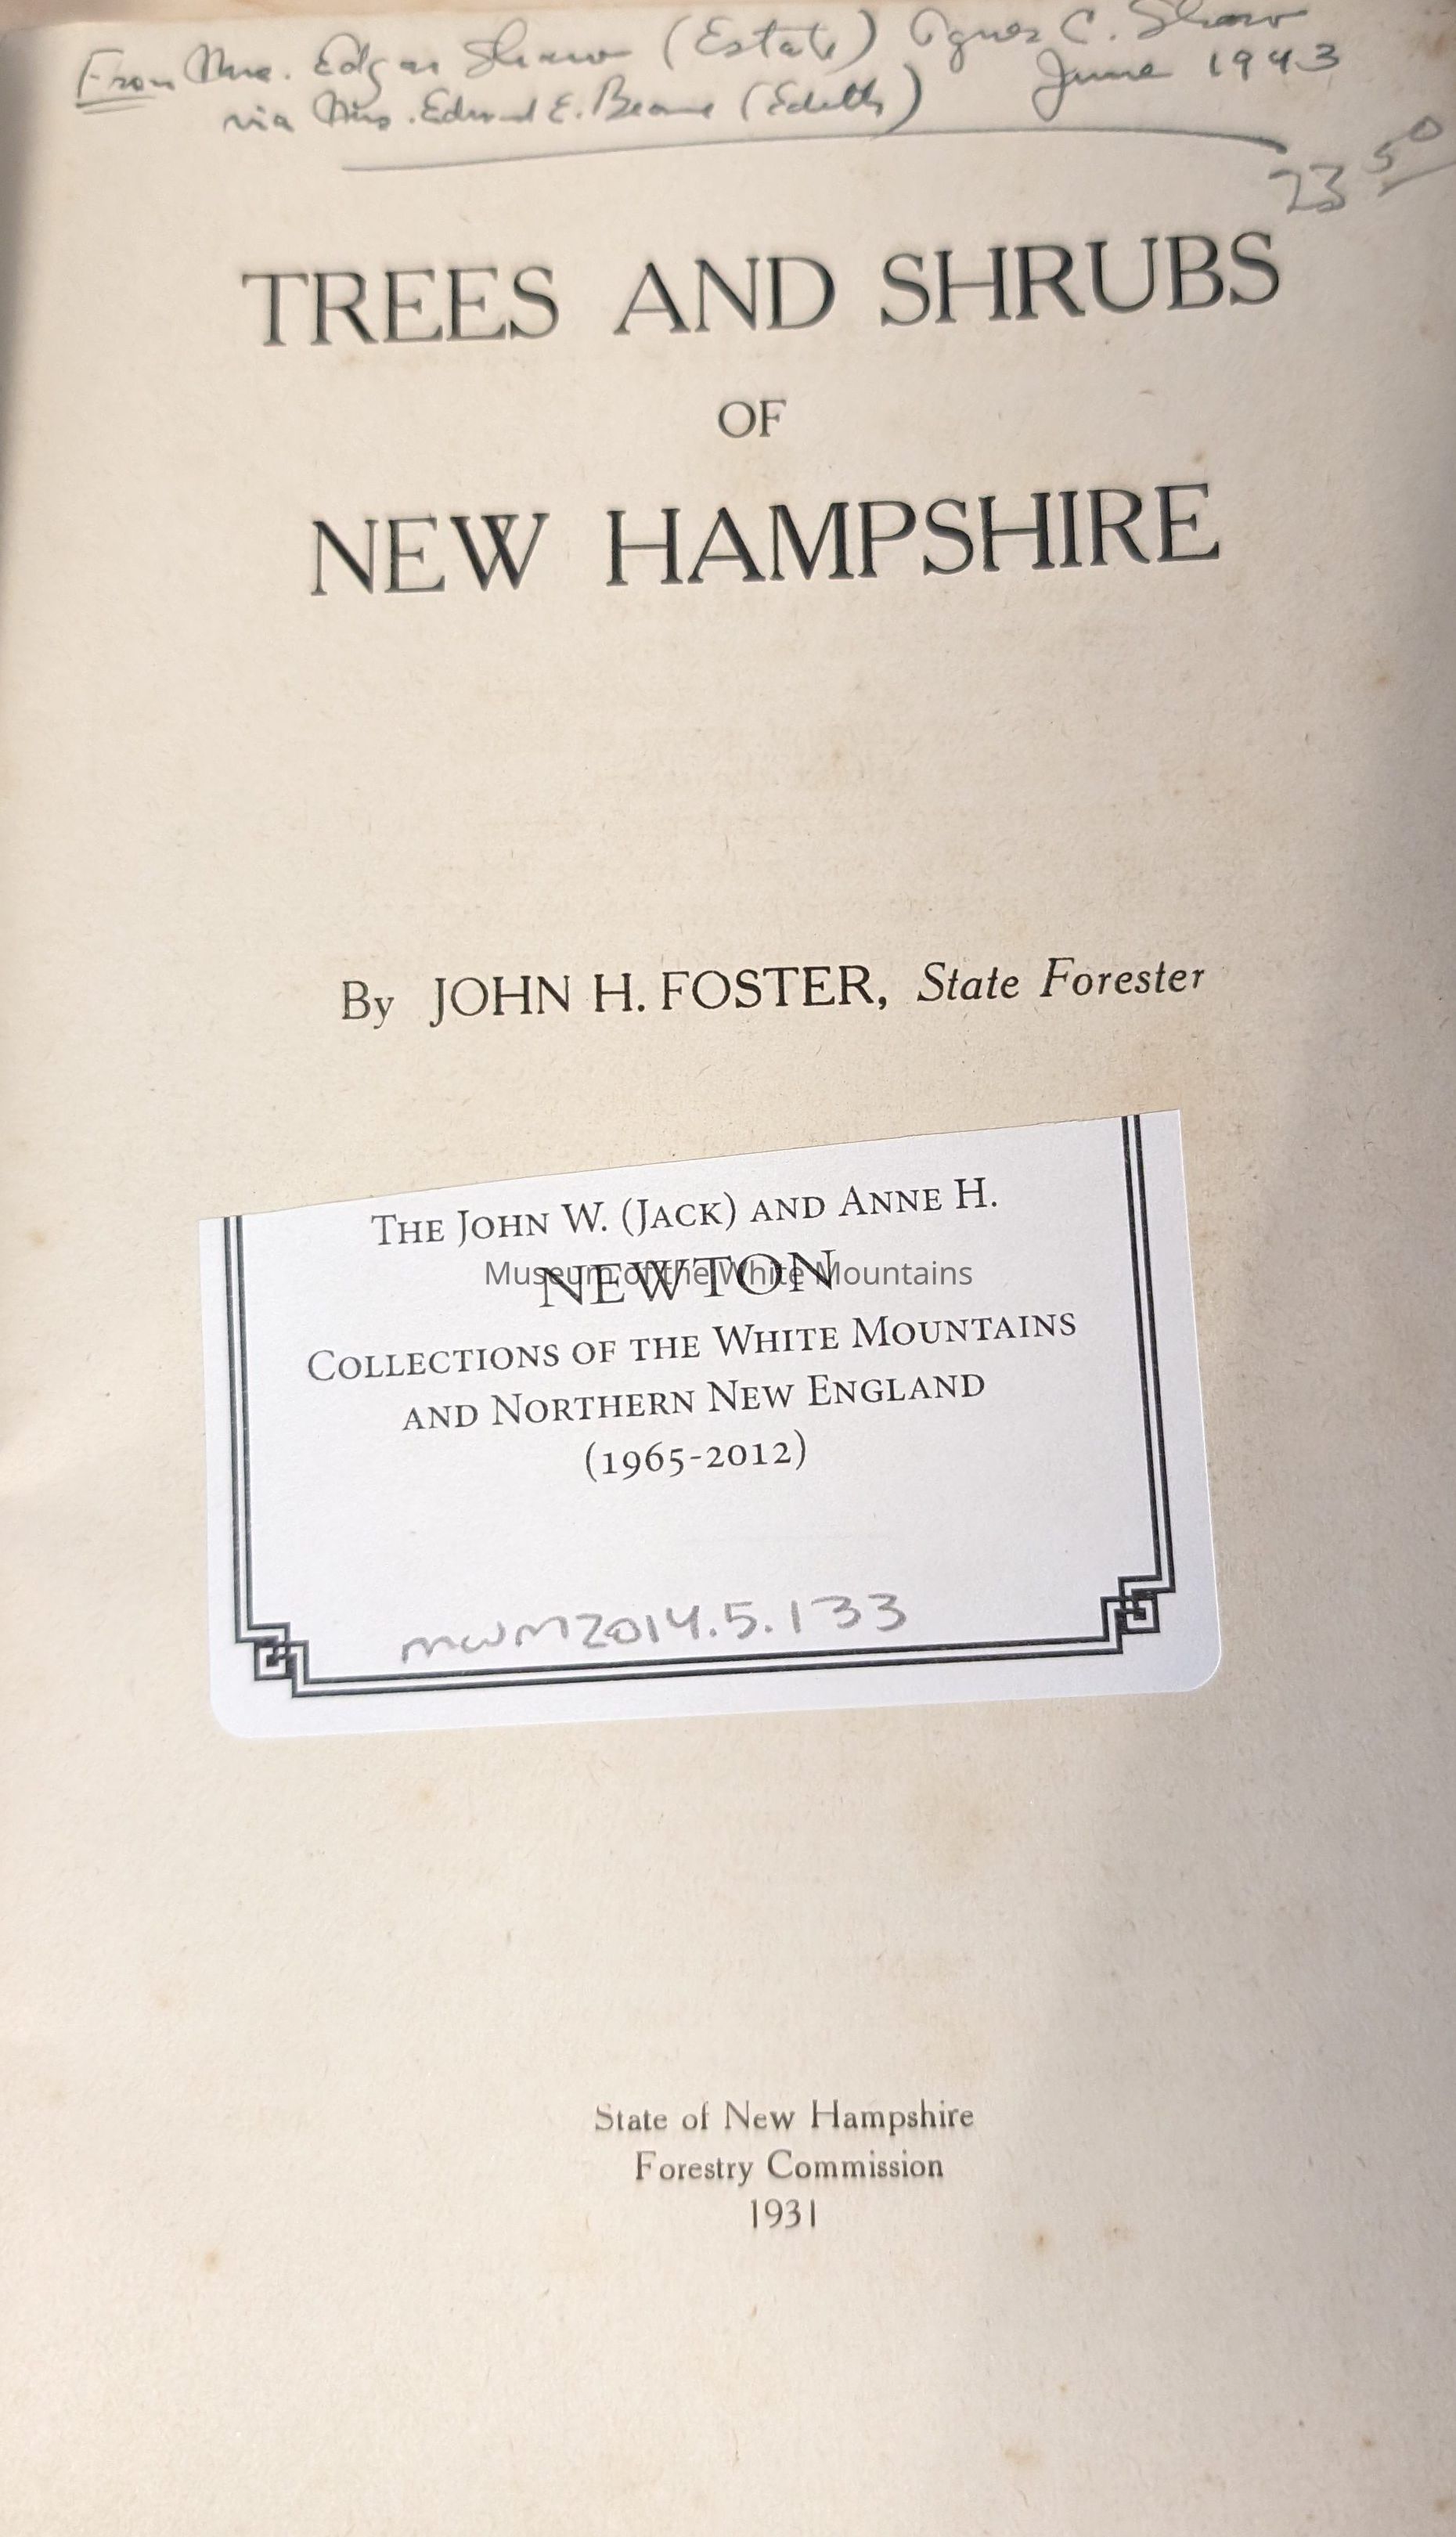 From Mrs. Edgar Shaw (Estate) Agnes C. Shaw
via Mrs. Edward E. Beane (Edith) June 1943
23 50
TREES AND SHRUBS
OF
NEW HAMPSHIRE
By JOHN H. FOSTER, State Forester
THE JOHN W. (JACK) AND ANNE H.
NEWTON
Museum of the White Mountains
COLLECTIONS OF THE WHITE MOUNTAINS
AND NORTHERN NEW ENGLAND
(1965-2012)
MWM2014.5.133
State of New Hampshire
Forestry Commission
1931